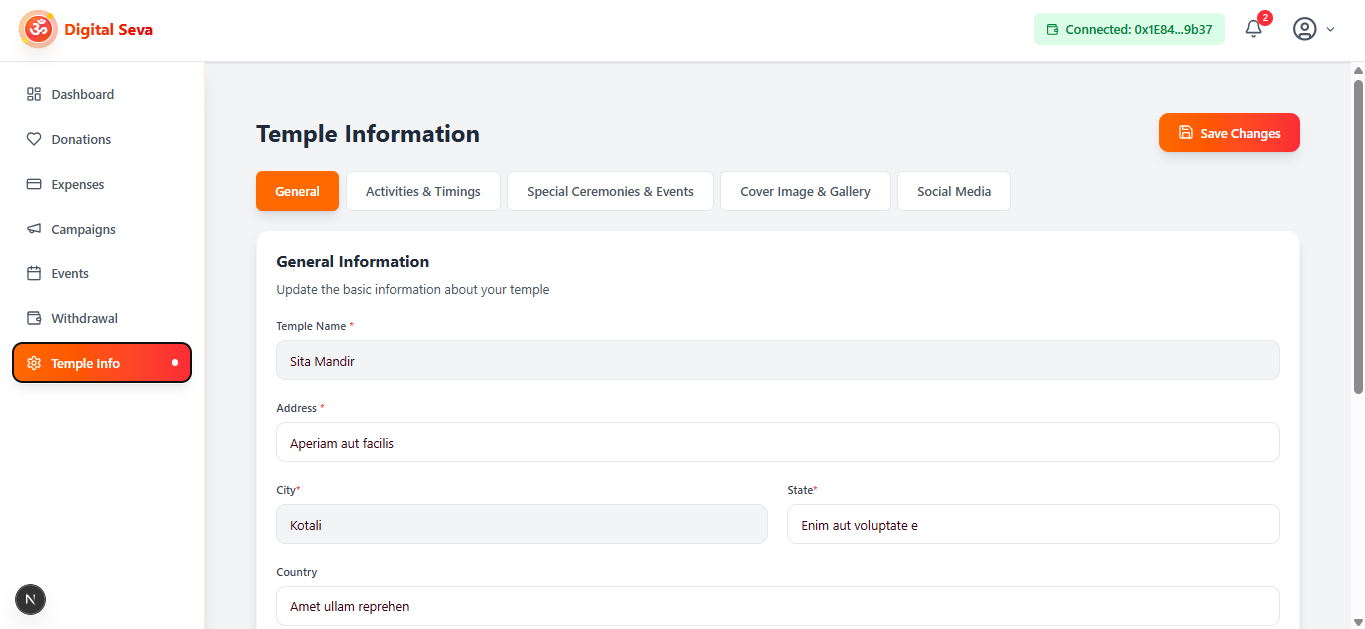 ॐ
Digital Seva
Connected: 0x1E84...9b37
2
Dashboard
Donations
Expenses
Campaigns
Events
Withdrawal
Temple Info
N
Temple Information
Save Changes
General
Activities & Timings
Special Ceremonies & Events
Cover Image & Gallery
Social Media
General Information
Update the basic information about your temple
Temple Name *
Sita Mandir
Address *
Aperiam aut facilis
City*
Kotali
State*
Enim aut voluptate e
Country
Amet ullam reprehen